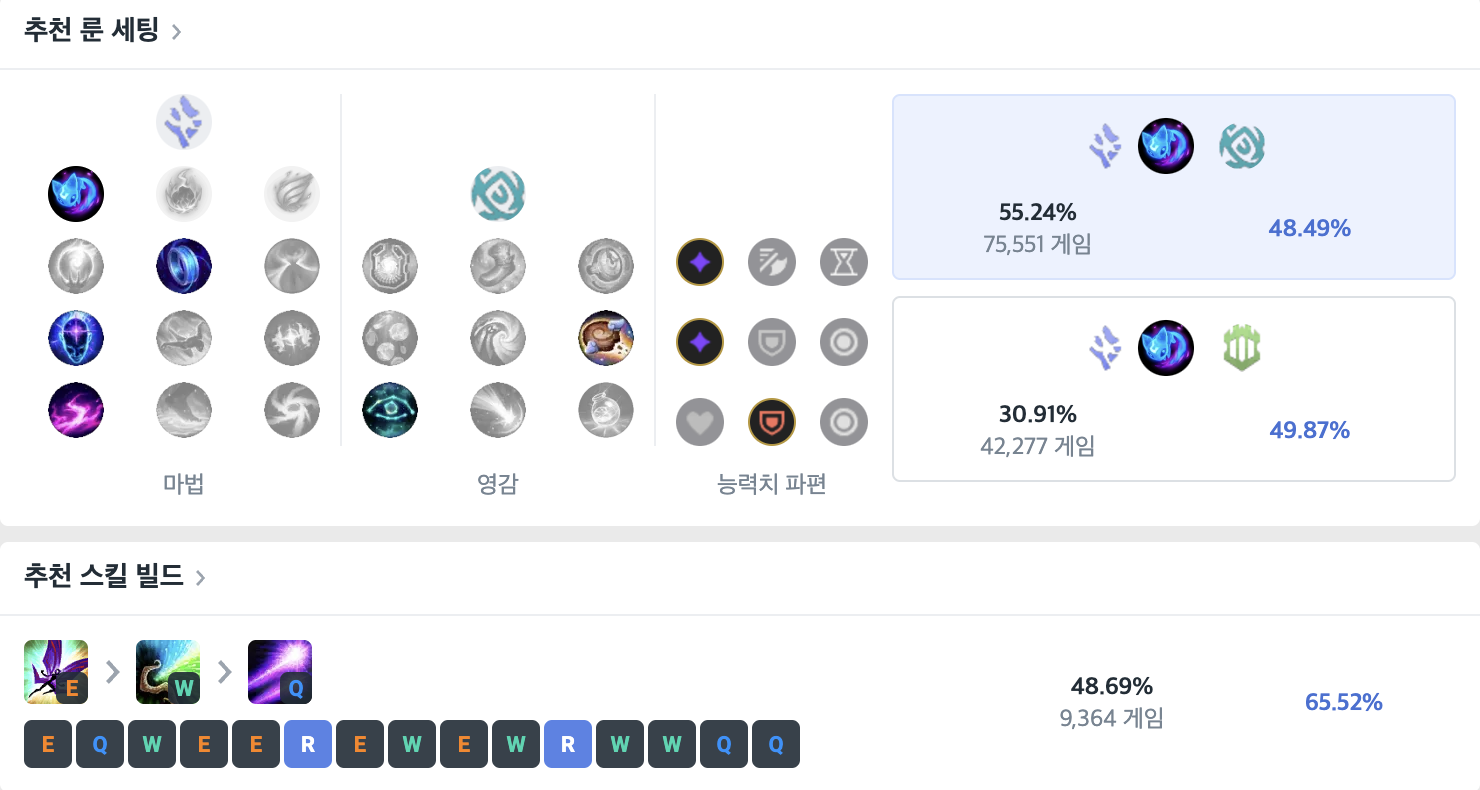 추천 룬 세팅
55.24%
75,551 게임
48.49%
30.91%
42,277 게임
49.87%
마법
영감
능력치 파편
추천 스킬 빌드
E
W
Q
48.69%
9,364 게임
65.52%
E Q W E E R E W E W R W W Q Q